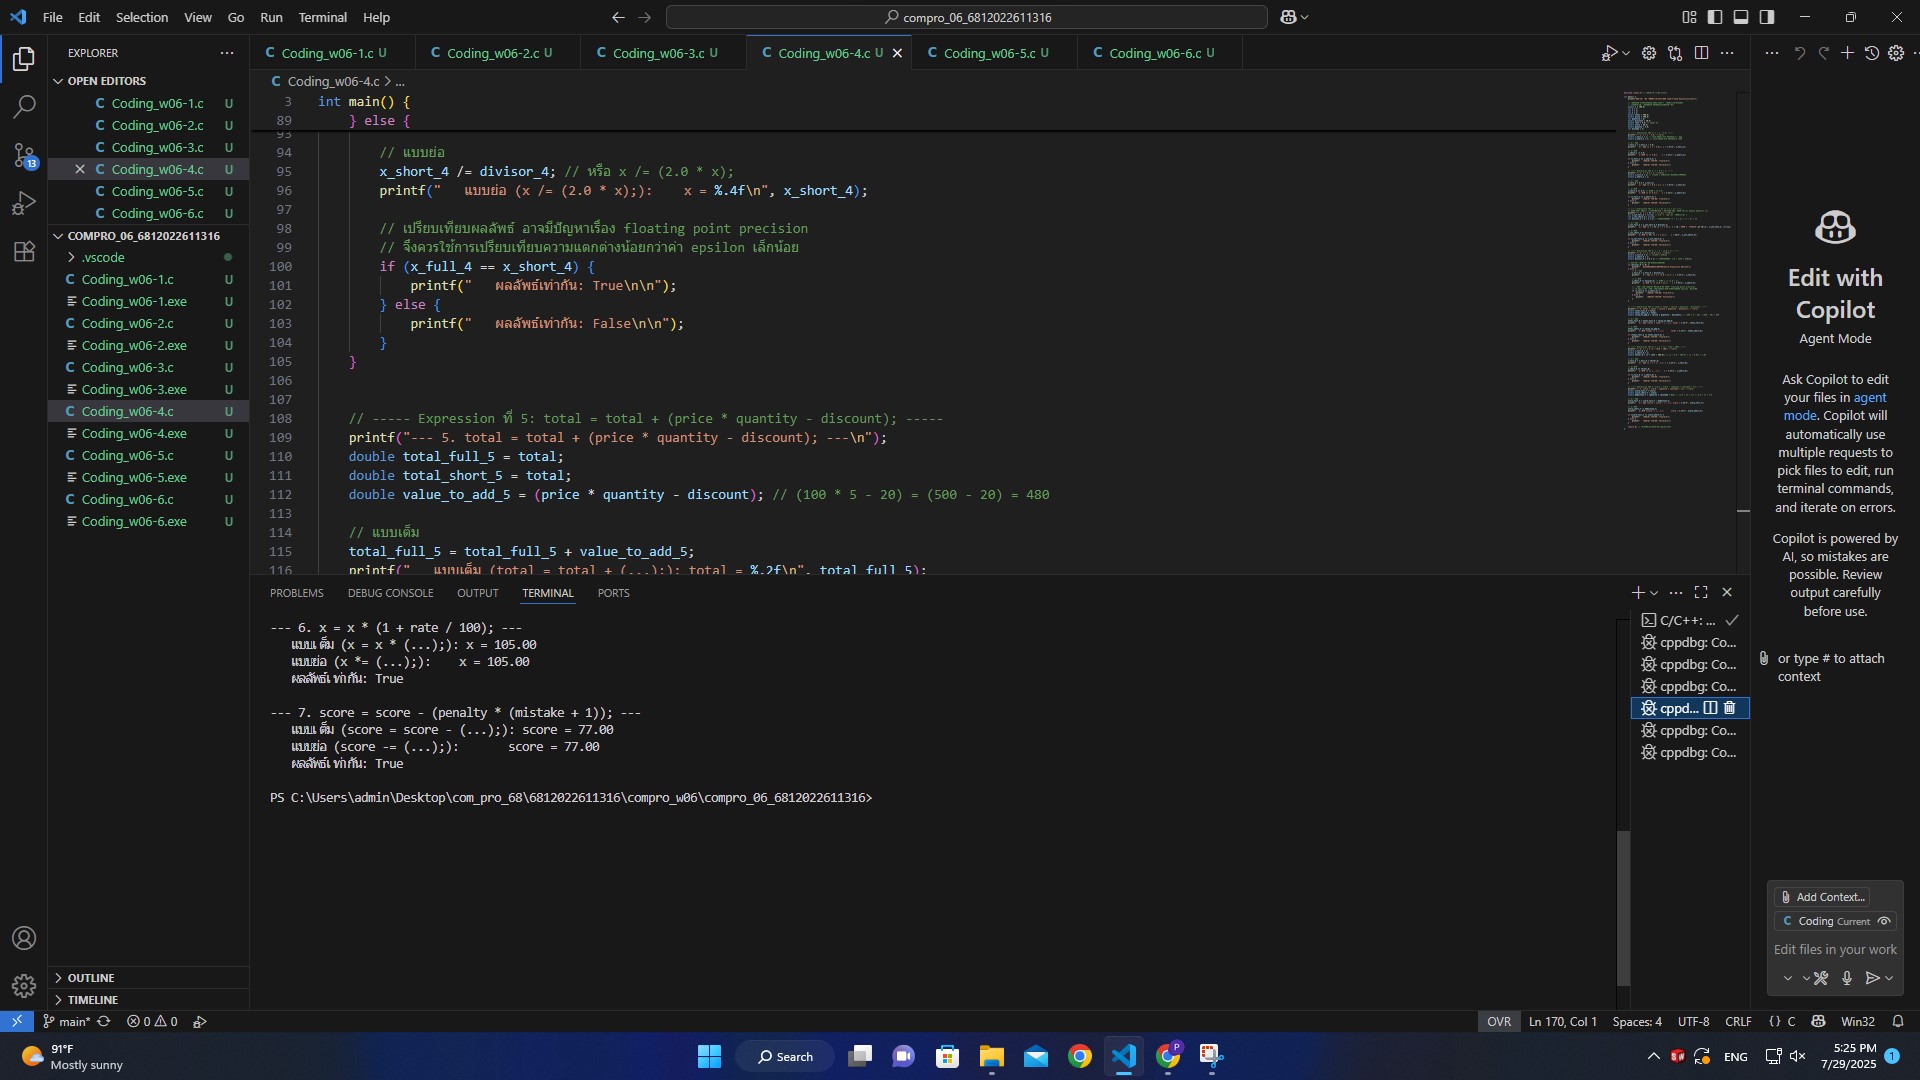 File Edit Selection View Go Run Terminal Help
compro_06_6812022611316
EXPLORER
OPEN EDITORS
Coding_w06-1.c U
Coding_w06-2.c U
Coding_w06-3.c U
Coding_w06-4.c U
Coding_w06-5.c U
Coding_w06-6.c U
COMPRO_06_6812022611316
.vscode
Coding_w06-1.c U
Coding_w06-1.exe U
Coding_w06-2.c U
Coding_w06-2.exe U
Coding_w06-3.c U
Coding_w06-3.exe U
Coding_w06-4.c U
Coding_w06-4.exe U
Coding_w06-5.c U
Coding_w06-5.exe U
Coding_w06-6.c U
Coding_w06-6.exe U
OUTLINE
TIMELINE
13
Coding_w06-1.c U Coding_w06-2.c U Coding_w06-3.c U Coding_w06-4.c U Coding_w06-5.c U Coding_w06-6.c U
Coding_w06-4.c > ...
3 int main() {
89 } else {
93
94 // แบบย่อ
95 x_short_4 /= divisor_4; // หรือ x /= (2.0 * x);
96 printf("   แบบย่อ (x /= (2.0 * x);):    x = %.4f\n", x_short_4);
97
98 // เปรียบเทียบผลลัพธ์ อาจมีปัญหาเรื่อง floating point precision
99 // จึงควรใช้การเปรียบเทียบความแตกต่างน้อยกว่าค่า epsilon เล็กน้อย
100 if (x_full_4 == x_short_4) {
101 printf("   ผลลัพธ์เท่ากัน: True\n\n");
102 } else {
103 printf("   ผลลัพธ์เท่ากัน: False\n\n");
104 }
105 }
106
107
108 // ----- Expression ที่ 5: total = total + (price * quantity - discount); -----
109 printf("--- 5. total = total + (price * quantity - discount); ---\n");
110 double total_full_5 = total;
111 double total_short_5 = total;
112 double value_to_add_5 = (price * quantity - discount); // (100 * 5 - 20) = (500 - 20) = 480
113
114 // แบบเต็ม
115 total_full_5 = total_full_5 + value_to_add_5;
116 printf("   แบบเต็ม (total = total + (...);): total = %.2f\n", total_full_5);
PROBLEMS DEBUG CONSOLE OUTPUT TERMINAL PORTS
--- 6. x = x * (1 + rate / 100); ---
แบบเต็ม (x = x * (...);): x = 105.00
แบบย่อ (x *= (...);):    x = 105.00
ผลลัพธ์เท่ากัน: True
--- 7. score = score - (penalty * (mistake + 1)); ---
แบบเต็ม (score = score - (...);): score = 77.00
แบบย่อ (score -= (...);):       score = 77.00
ผลลัพธ์เท่ากัน: True
PS C:\Users\admin\Desktop\com_pro_68\6812022611316\compro_w06\compro_06_6812022611316>
C/C++: ...
cppdbg: Co...
cppdbg: Co...
cppdbg: Co...
cppd...
cppdbg: Co...
cppdbg: Co...
Edit with
Copilot
Agent Mode
Ask Copilot to edit
your files in agent
mode. Copilot will
automatically use
multiple requests to
pick files to edit, run
terminal commands,
and iterate on errors.
Copilot is powered by
AI, so mistakes are
possible. Review
output carefully
before use.
or type # to attach
context
Add Context...
C Coding Current
Edit files in your work
main* 0 0
OVR Ln 170, Col 1 Spaces: 4 UTF-8 CRLF {} C Win32
91°F
Mostly sunny
Search
ENG
5:25 PM
7/29/2025
1